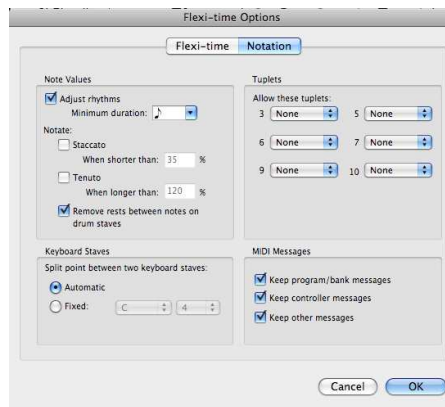 Flexi-time Options
Flexi-time Notation
Note Values
Adjust rhythms
Minimum duration:
Notate:
Staccato
When shorter than: 35 %
Tenuto
When longer than: 120 %
Remove rests between notes on
drum staves
Tuplets
Allow these tuplets:
3 None 5 None
6 None 7 None
9 None 10 None
Keyboard Staves
Split point between two keyboard staves:
Automatic
Fixed: C 4
MIDI Messages
Keep program/bank messages
Keep controller messages
Keep other messages
Cancel OK